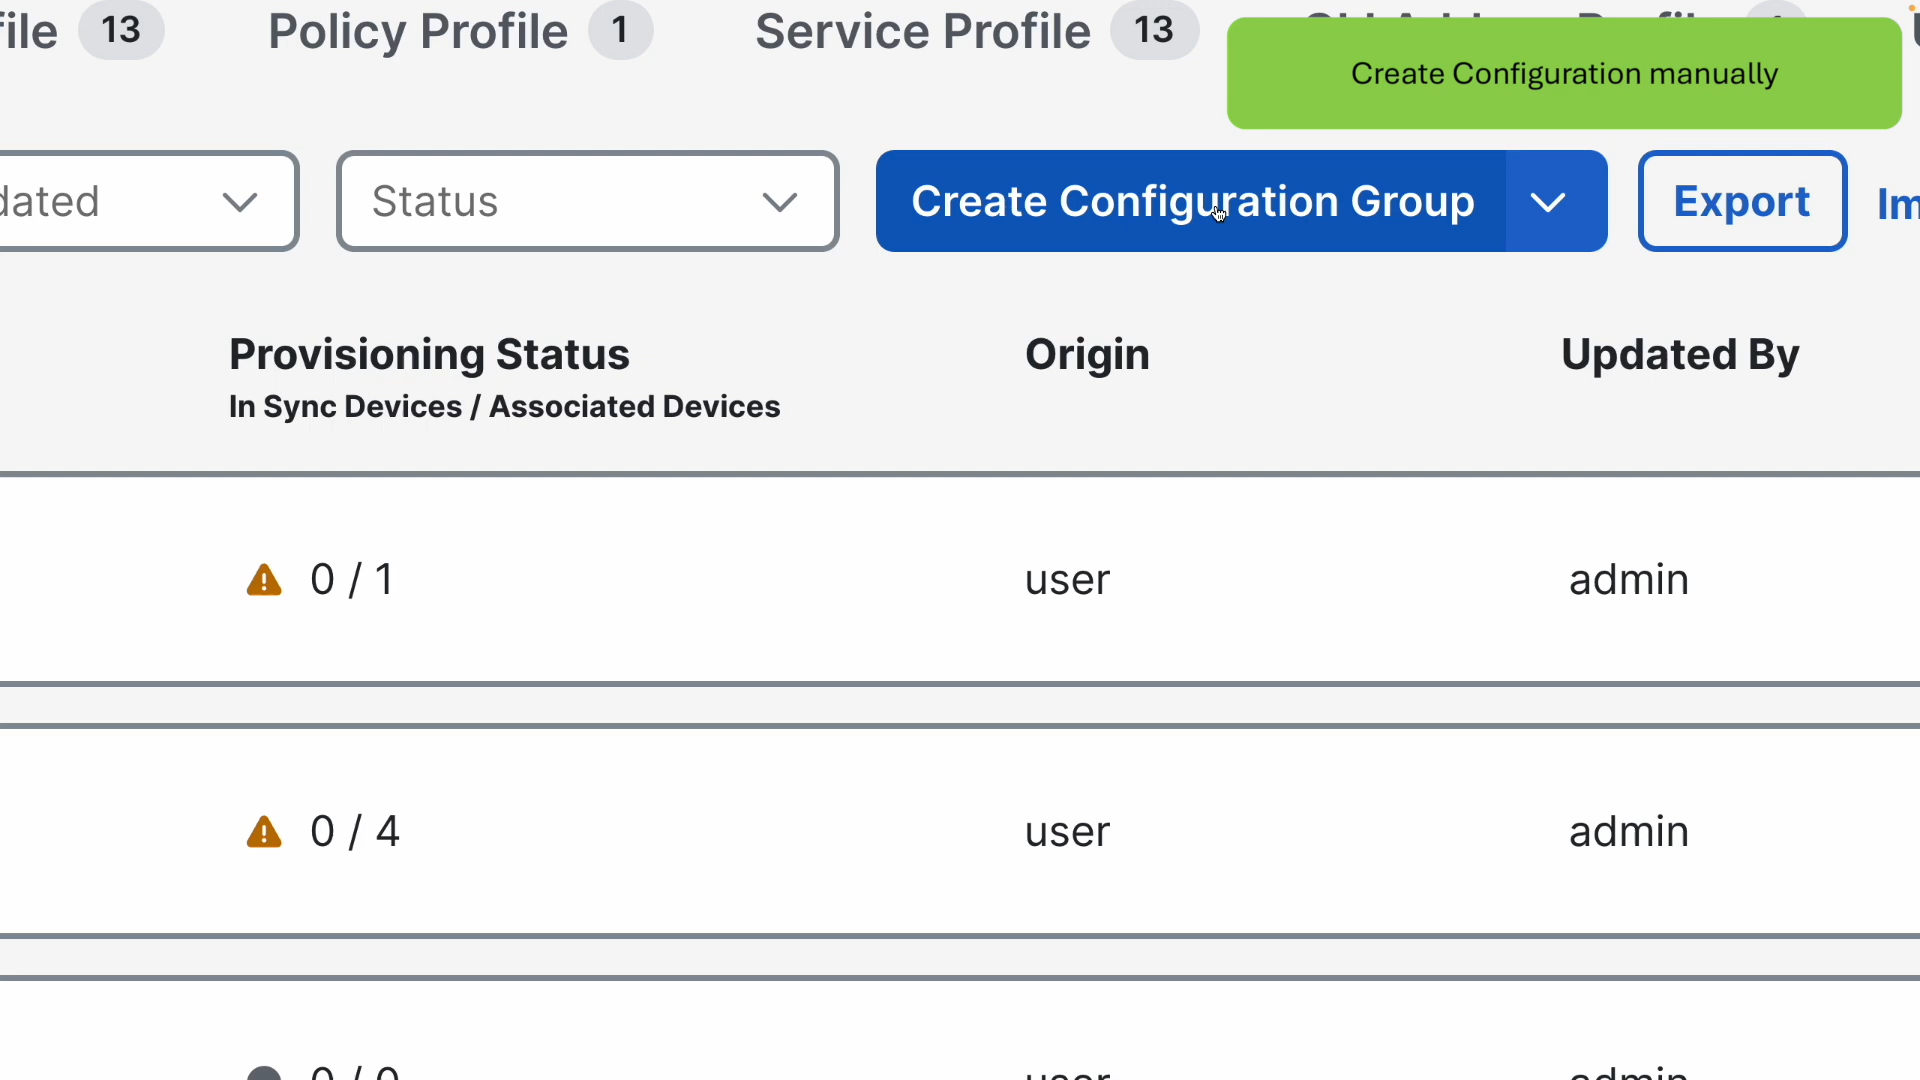 file 13 Policy Profile 1 Service Profile 13
Create Configuration manually
dated Status Create Configuration Group Export Im
Provisioning Status Origin Updated By
In Sync Devices / Associated Devices
0 / 1 user admin
0 / 4 user admin
0 / 0 user admin